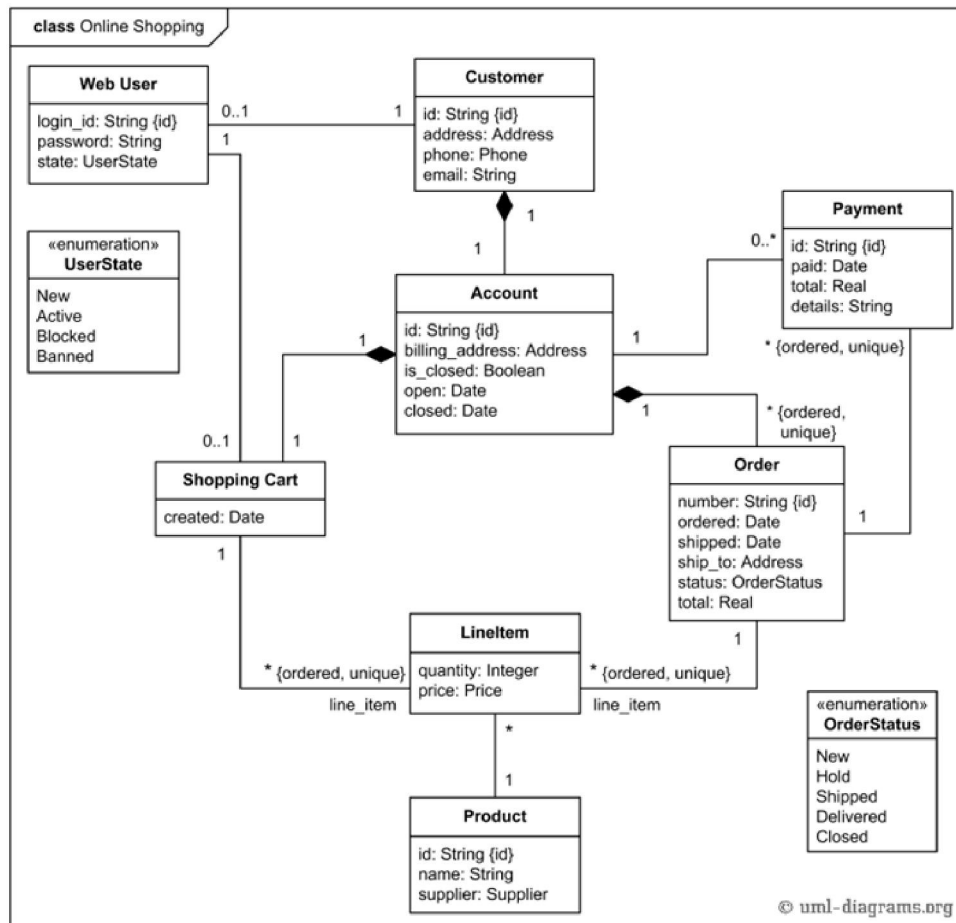 class Online Shopping
Web User
login_id: String {id}
password: String
state: UserState
0..1
1
1
Customer
id: String {id}
address: Address
phone: Phone
email: String
1
1
«enumeration»
UserState
New
Active
Blocked
Banned
Payment
id: String {id}
paid: Date
total: Real
details: String
0..*
1
* {ordered, unique}
Account
id: String {id}
billing_address: Address
is_closed: Boolean
open: Date
closed: Date
1
1
* {ordered,
unique}
0..1
1
Shopping Cart
created: Date
1
Order
number: String {id}
ordered: Date
shipped: Date
ship_to: Address
status: OrderStatus
total: Real
1
1
LineItem
quantity: Integer
price: Price
* {ordered, unique}
line_item
* {ordered, unique}
line_item
*
1
Product
id: String {id}
name: String
supplier: Supplier
«enumeration»
OrderStatus
New
Hold
Shipped
Delivered
Closed
© uml-diagrams.org